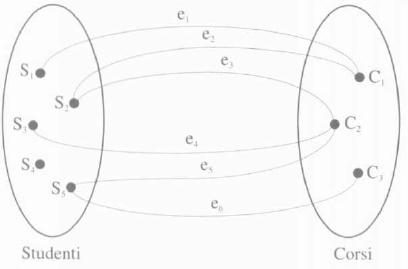 e₁
e₂
e₃
S₁
C₁
S₂
S₃
C₂
e₄
S₄
e₅
C₃
S₅
e₆
Studenti Corsi